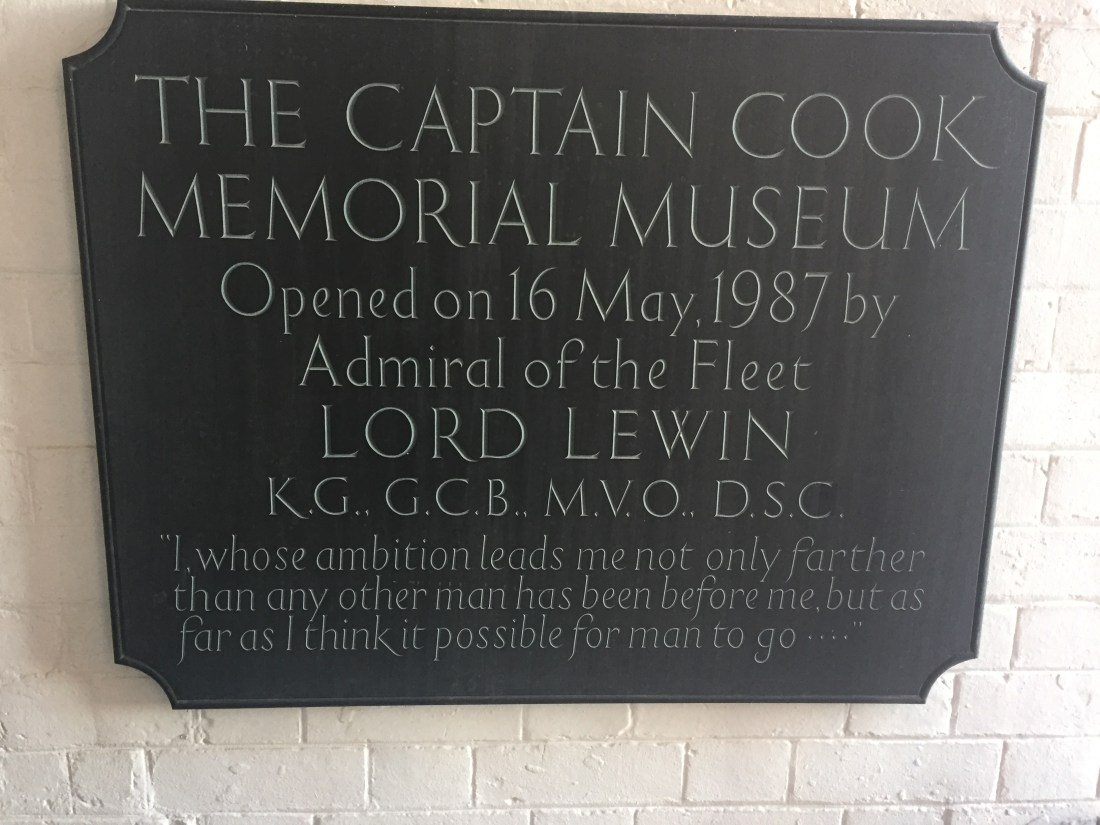 THE CAPTAIN COOK
MEMORIAL MUSEUM
Opened on 16 May, 1987 by
Admiral of the Fleet
LORD LEWIN
K.G., G.C.B., M.V.O., D.S.C.
"I, whose ambition leads me not only farther
than any other man has been before me, but as
far as I think it possible for man to go ...."